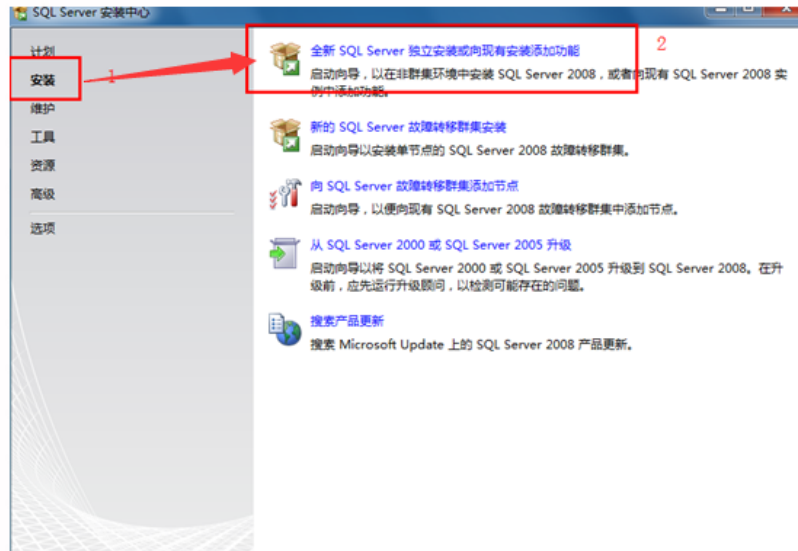 SQL Server 安装中心
计划
安装
维护
工具
资源
高级
选项
1
2
全新 SQL Server 独立安装或向现有安装添加功能
启动向导，以在非群集环境中安装 SQL Server 2008，或者向现有 SQL Server 2008 实
例中添加功能。
新的 SQL Server 故障转移群集安装
启动向导以安装单节点的 SQL Server 2008 故障转移群集。
向 SQL Server 故障转移群集添加节点
启动向导，以便向现有 SQL Server 2008 故障转移群集中添加节点。
从 SQL Server 2000 或 SQL Server 2005 升级
启动向导以将 SQL Server 2000 或 SQL Server 2005 升级到 SQL Server 2008。在升
级前，应先运行升级顾问，以检测可能存在的问题。
搜索产品更新
搜索 Microsoft Update 上的 SQL Server 2008 产品更新。